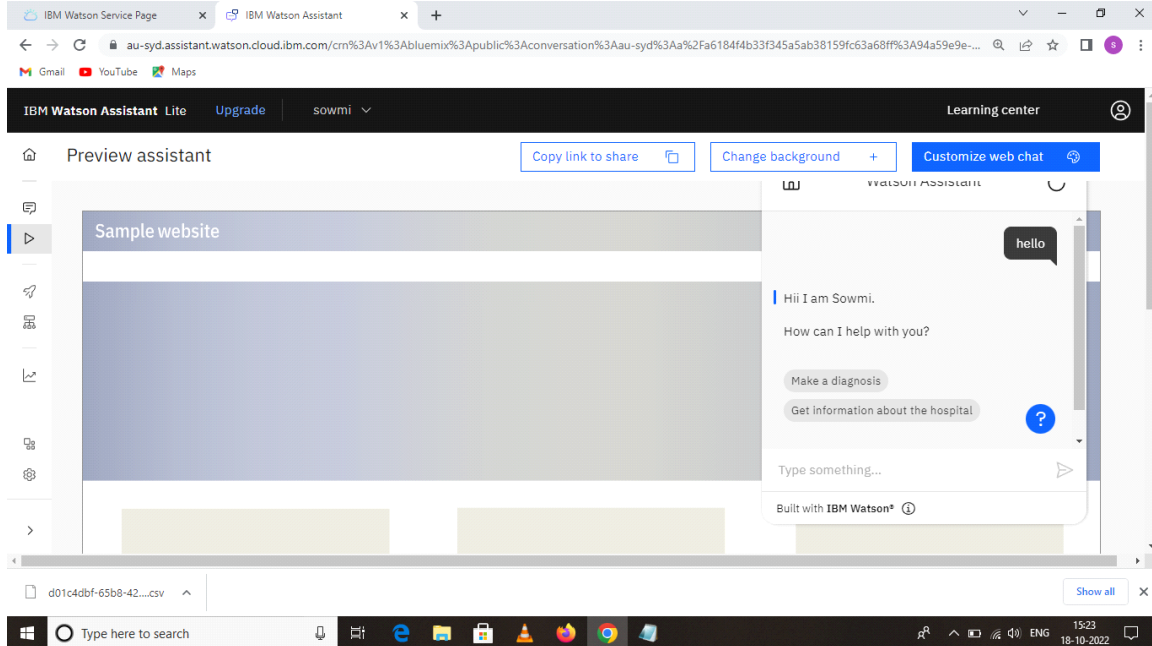 IBM Watson Service Page
IBM Watson Assistant
au-syd.assistant.watson.cloud.ibm.com/crn%3Av1%3Abluemix%3Apublic%3Aconversation%3Aau-syd%3Aa%2Fa6184f4b33f345a5ab38159fc63a68ff%3A94a59e9e-...
S
Gmail YouTube Maps
IBM Watson Assistant Lite Upgrade sowmi Learning center
Preview assistant Copy link to share Change background + Customize web chat
Watson Assistant
Sample website
hello
Hii I am Sowmi.
How can I help with you?
Make a diagnosis
Get information about the hospital
?
Type something...
Built with IBM Watson®
d01c4dbf-65b8-42....csv Show all
Type here to search ENG 15:23
18-10-2022